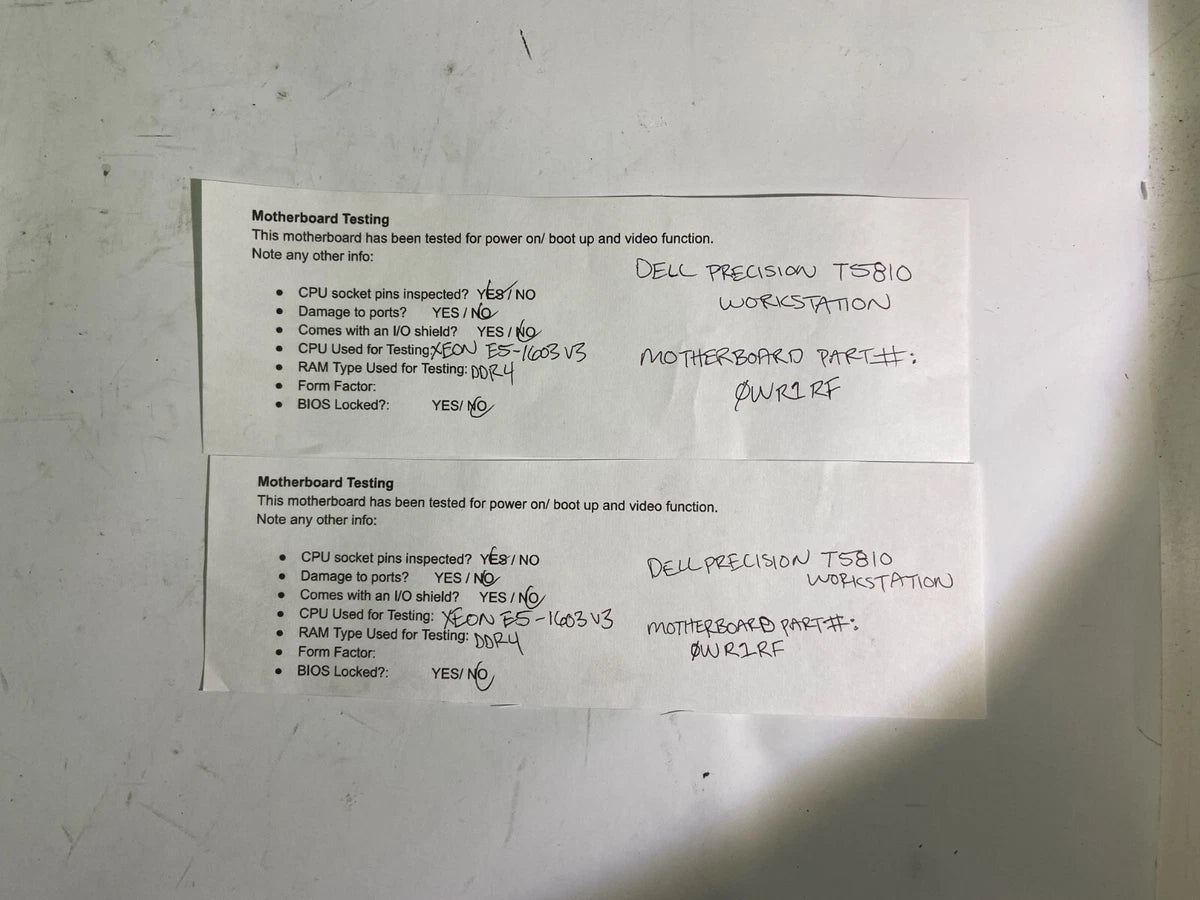 Motherboard Testing
This motherboard has been tested for power on/ boot up and video function.
Note any other info:
DELL PRECISION T5810
WORKSTATION
MOTHERBOARD PART#:
ØWR1RF
• CPU socket pins inspected? YES / NO
• Damage to ports? YES / NO
• Comes with an I/O shield? YES / NO
• CPU Used for Testing: XEON E5-1603 V3
• RAM Type Used for Testing: DDR4
• Form Factor:
• BIOS Locked?: YES/ NO
Motherboard Testing
This motherboard has been tested for power on/ boot up and video function.
Note any other info:
DELL PRECISION T5810
WORKSTATION
MOTHERBOARD PART#:
ØWR1RF
• CPU socket pins inspected? YES / NO
• Damage to ports? YES / NO
• Comes with an I/O shield? YES / NO
• CPU Used for Testing: XEON E5-1603 V3
• RAM Type Used for Testing: DDR4
• Form Factor:
• BIOS Locked?: YES/ NO